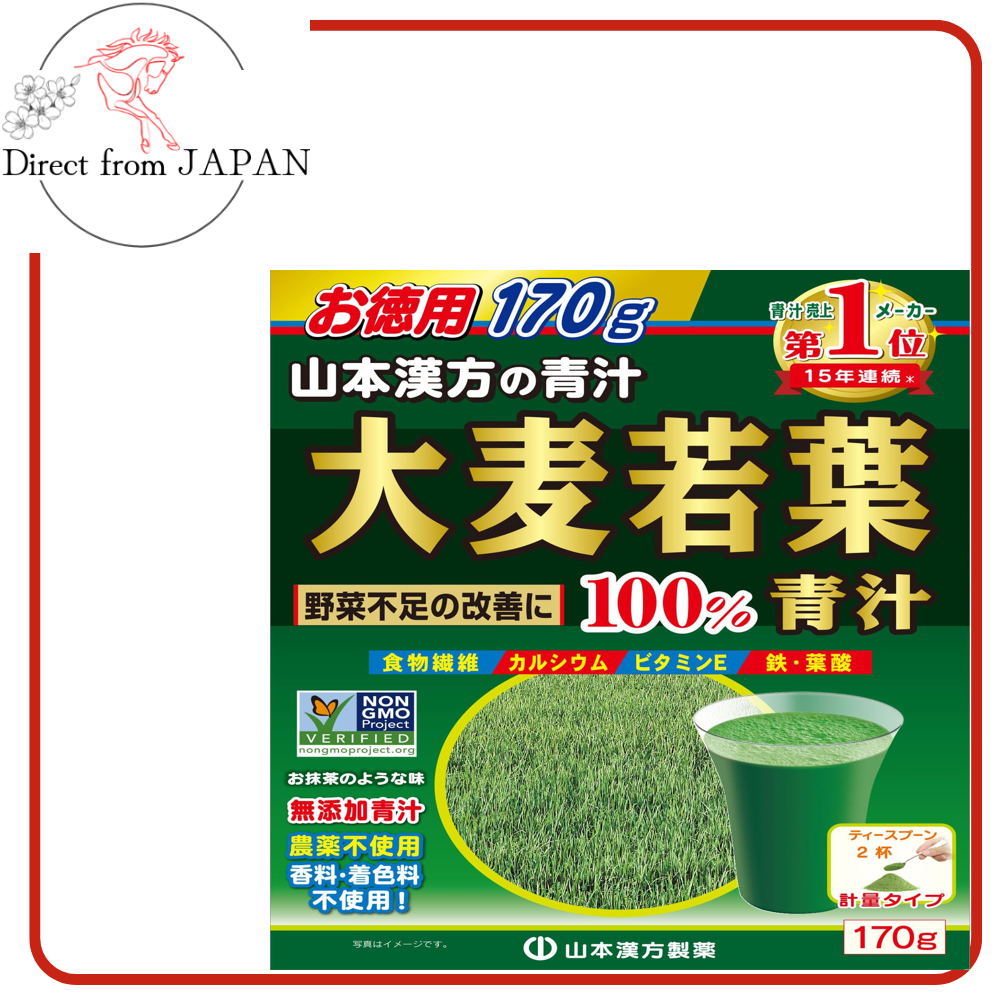 Direct from JAPAN
お徳用 170g
青汁売上 メーカー
第1位
15年連続※
山本漢方の青汁
大麦若葉
野菜不足の改善に 100% 青汁
食物繊維 カルシウム ビタミンE 鉄・葉酸
NON
GMO
Project
VERIFIED
nongmoproject.org
お抹茶のような味
無添加青汁
農薬不使用
香料・着色料
不使用!
ティースプーン
2杯
計量タイプ
170g
写真はイメージです。
山本漢方製薬